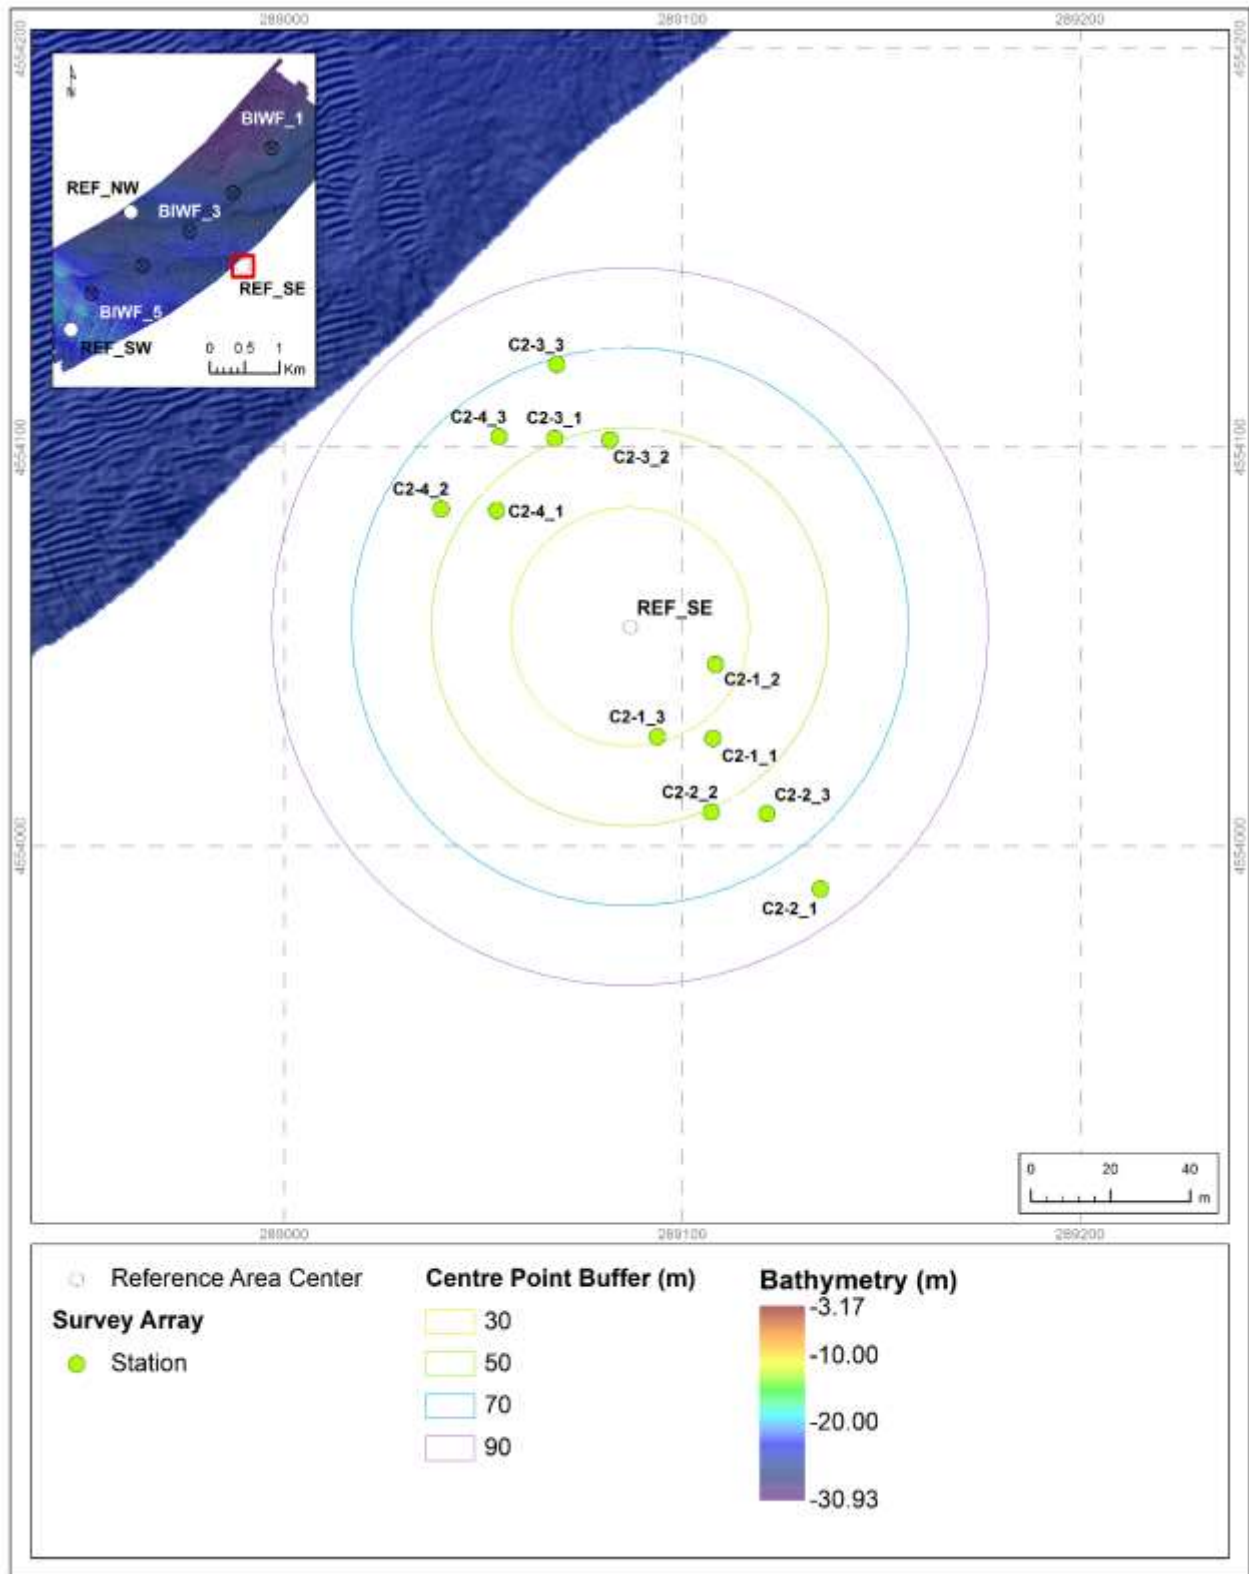 289000
289100
289200
4554200
4554200
N
BIWF_1
REF_NW
BIWF_3
REF_SE
BIWF_5
REF_SW
0 0.5 1
Km
C2-3_3
C2-4_3
C2-3_1
4554100
4554100
C2-3_2
C2-4_2
C2-4_1
REF_SE
C2-1_2
C2-1_3
C2-1_1
C2-2_2
C2-2_3
4554000
4554000
C2-2_1
0 20 40
m
289000
289100
289200
Reference Area Center
Survey Array
Station
Centre Point Buffer (m)
30
50
70
90
Bathymetry (m)
-3.17
-10.00
-20.00
-30.93